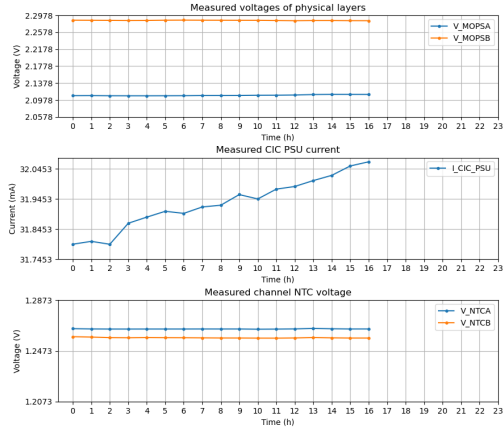 Measured voltages of physical layers
2.2978
2.2578
2.2178
2.1778
2.1378
2.0978
2.0578
Voltage (V)
V_MOPSA
V_MOPSB
0 1 2 3 4 5 6 7 8 9 10 11 12 13 14 15 16 17 18 19 20 21 22 23
Time (h)
Measured CIC PSU current
32.0453
31.9453
31.8453
31.7453
Current (mA)
I_CIC_PSU
0 1 2 3 4 5 6 7 8 9 10 11 12 13 14 15 16 17 18 19 20 21 22 23
Time (h)
Measured channel NTC voltage
1.2873
1.2473
1.2073
Voltage (V)
V_NTCA
V_NTCB
0 1 2 3 4 5 6 7 8 9 10 11 12 13 14 15 16 17 18 19 20 21 22 23
Time (h)